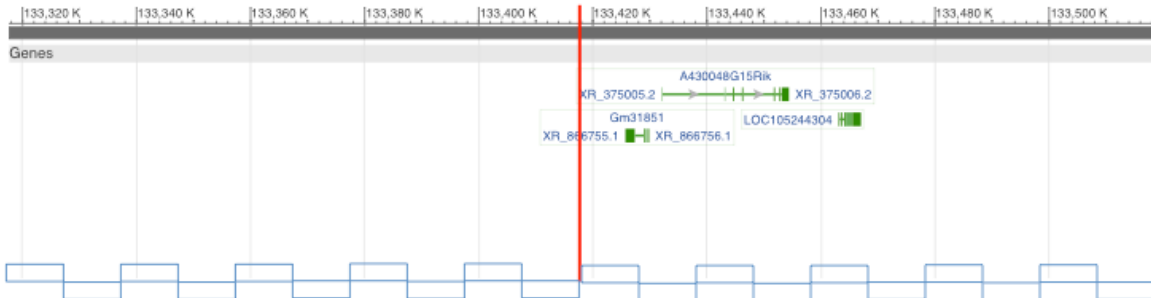 133,320 K 133,340 K 133,360 K 133,380 K 133,400 K 133,420 K 133,440 K 133,460 K 133,480 K 133,500 K
Genes
A430048G15Rik
XR_375005.2 XR_375006.2
Gm31851 LOC105244304
XR_866755.1 XR_866756.1